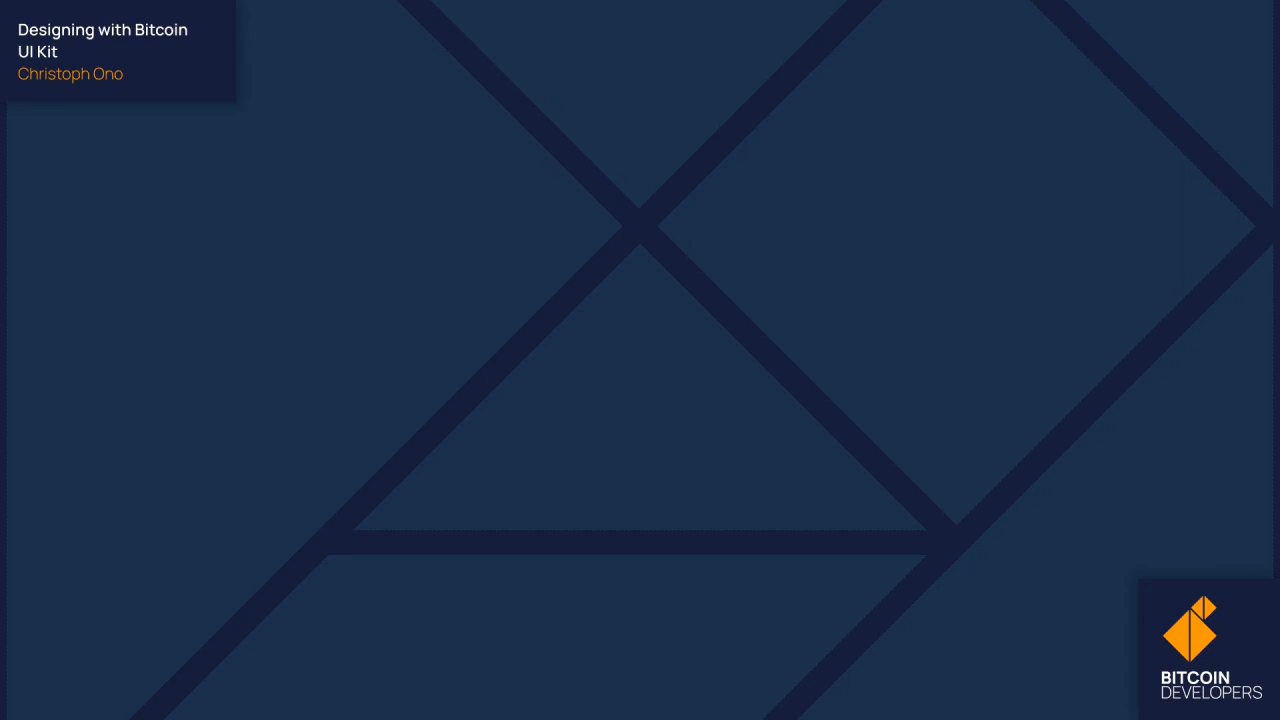 Designing with Bitcoin
UI Kit
Christoph Ono
BITCOIN
DEVELOPERS